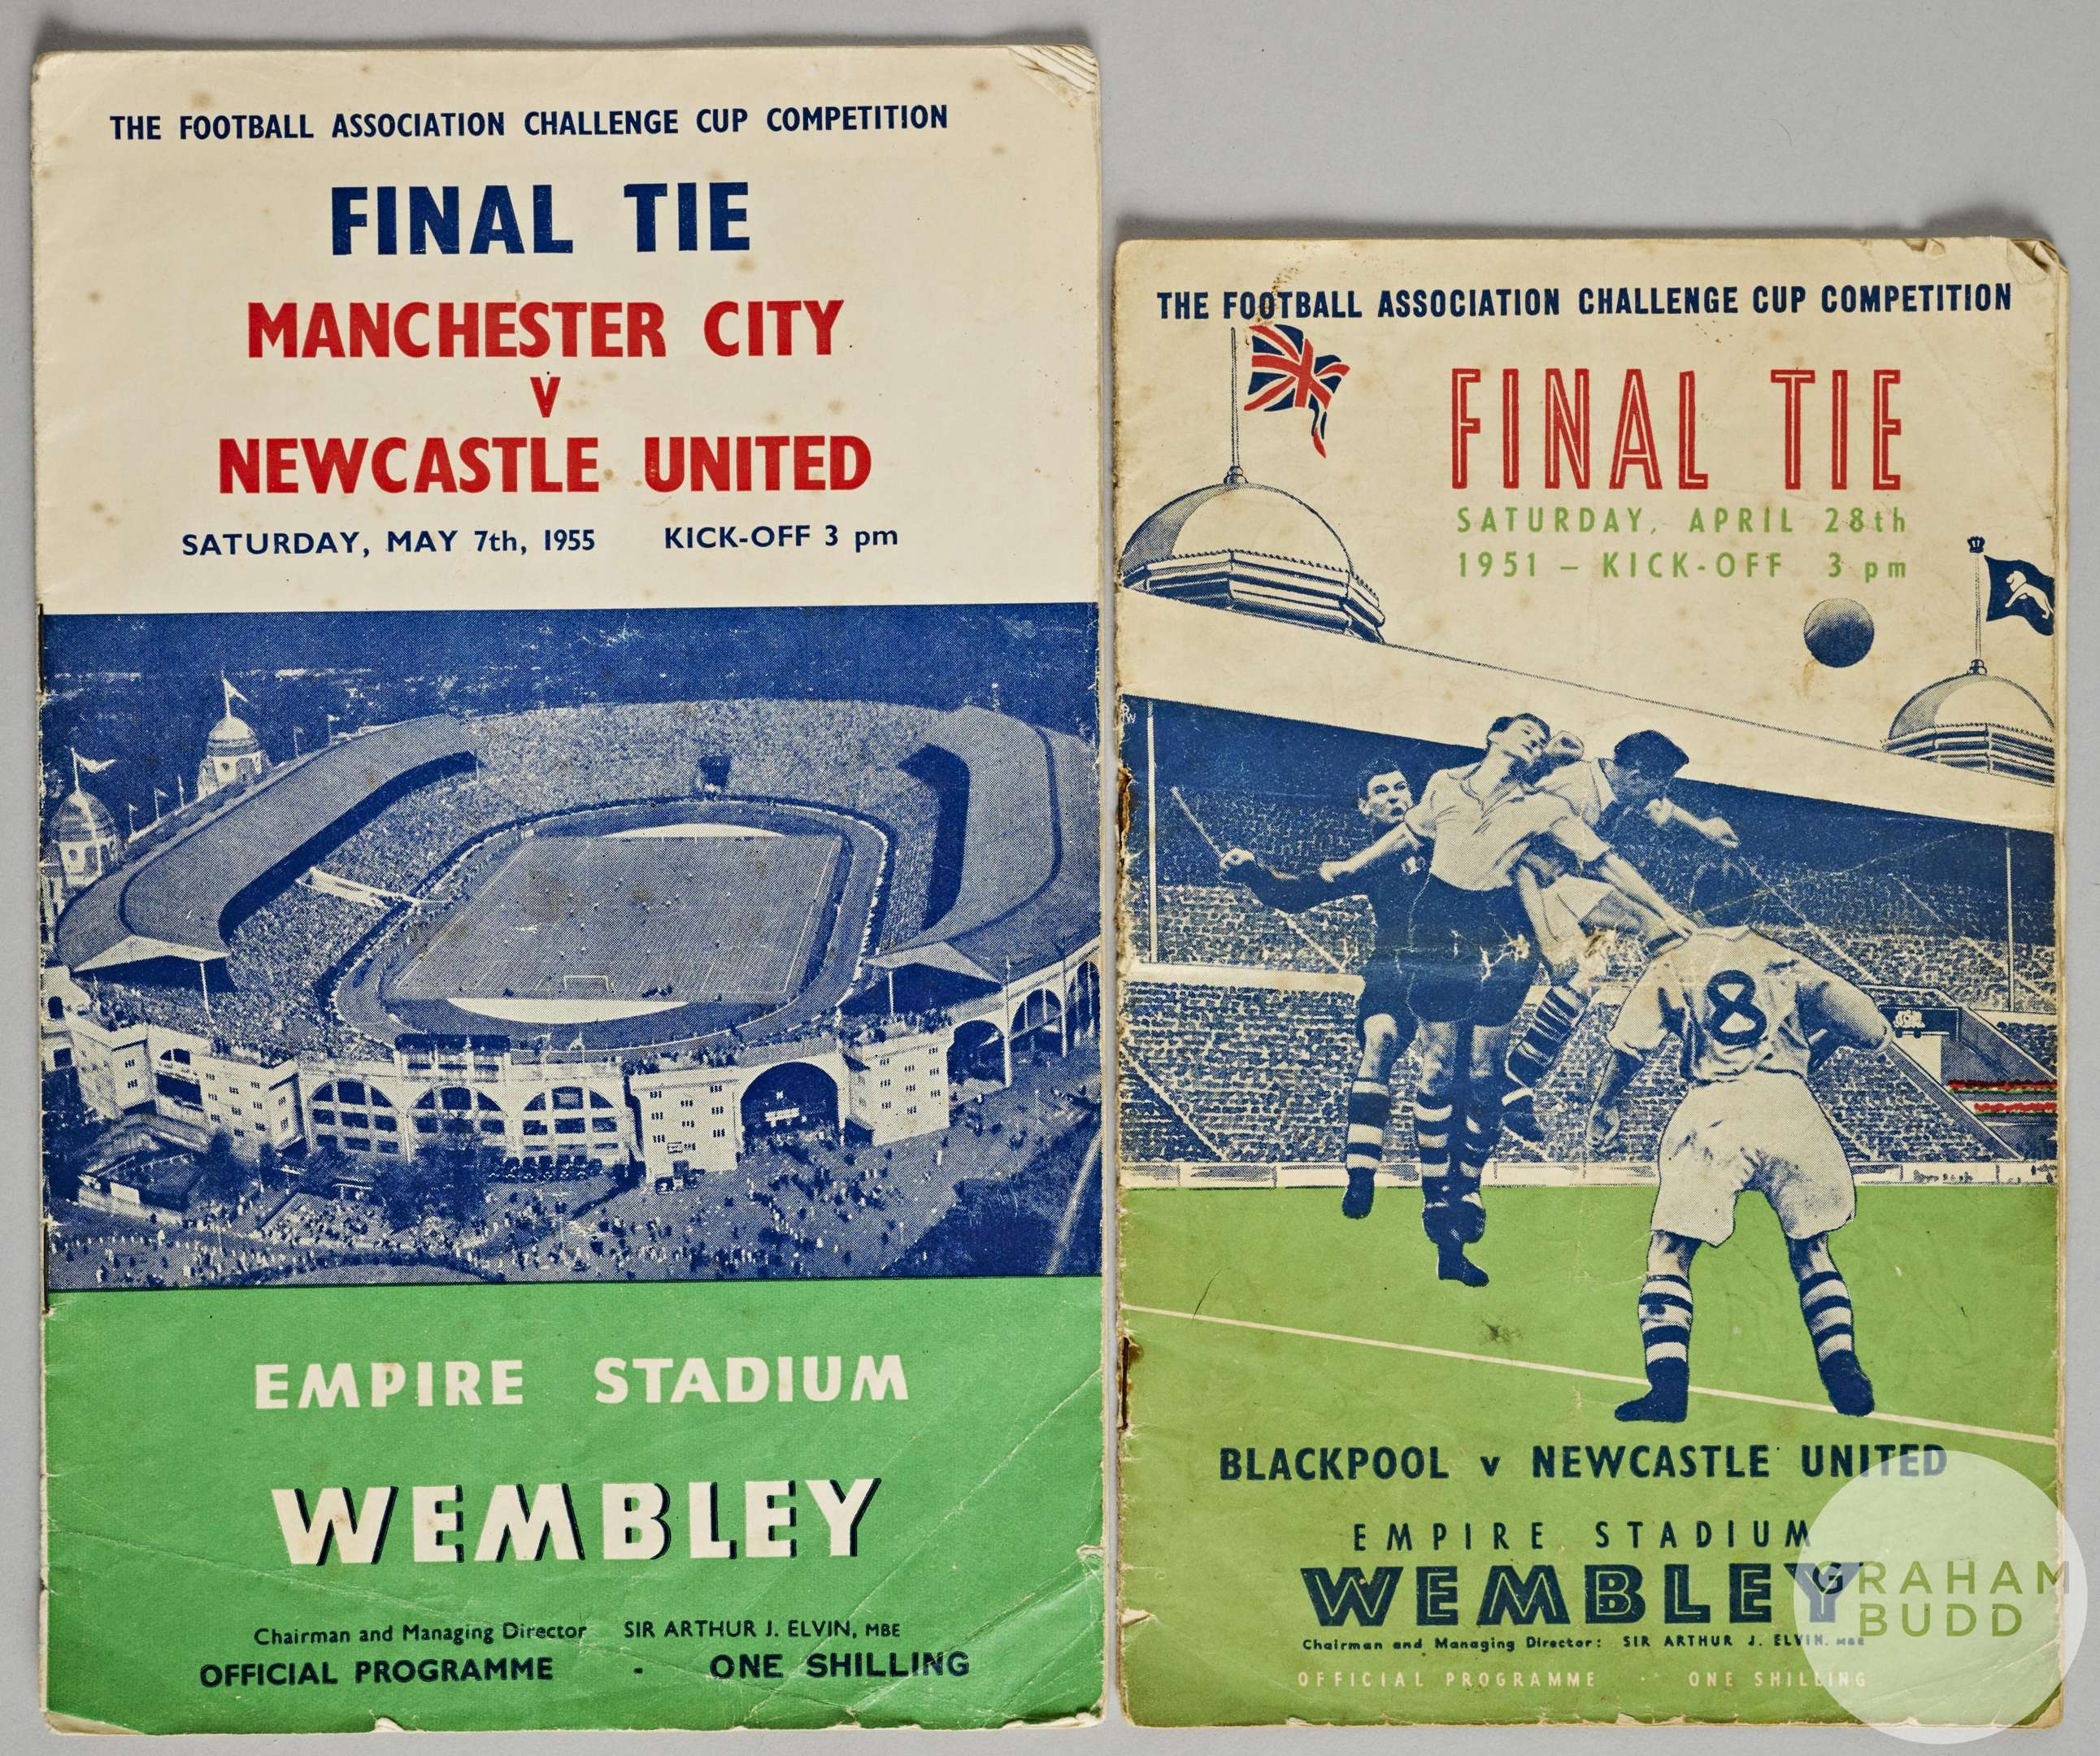 THE FOOTBALL ASSOCIATION CHALLENGE CUP COMPETITION
FINAL TIE
MANCHESTER CITY
V
NEWCASTLE UNITED
SATURDAY, MAY 7th, 1955 KICK-OFF 3 pm
EMPIRE STADIUM
WEMBLEY
Chairman and Managing Director SIR ARTHUR J. ELVIN, MBE
OFFICIAL PROGRAMME - ONE SHILLING
THE FOOTBALL ASSOCIATION CHALLENGE CUP COMPETITION
FINAL TIE
SATURDAY, APRIL 28th
1951 – KICK-OFF 3 pm
8
BLACKPOOL v NEWCASTLE UNITED
EMPIRE STADIUM
WEMBLEY
Chairman and Managing Director: SIR ARTHUR J. ELVIN, MBE
OFFICIAL PROGRAMME - ONE SHILLING
GRAHAM
BUDD